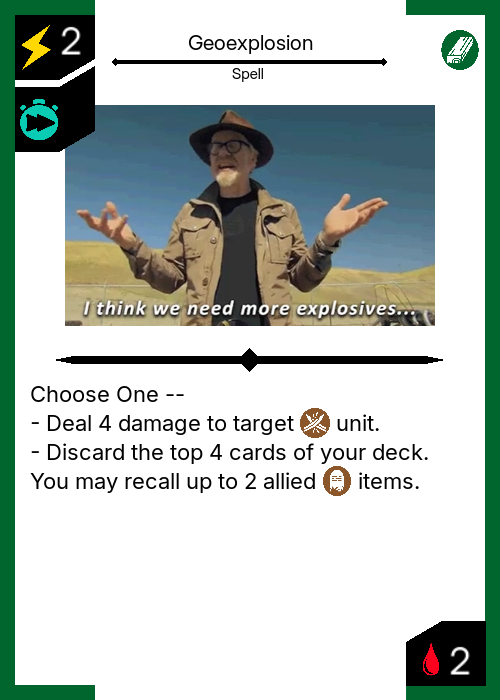 2
Geoexplosion
Spell
I think we need more explosives...
Choose One --
- Deal 4 damage to target unit.
- Discard the top 4 cards of your deck.
You may recall up to 2 allied items.
2